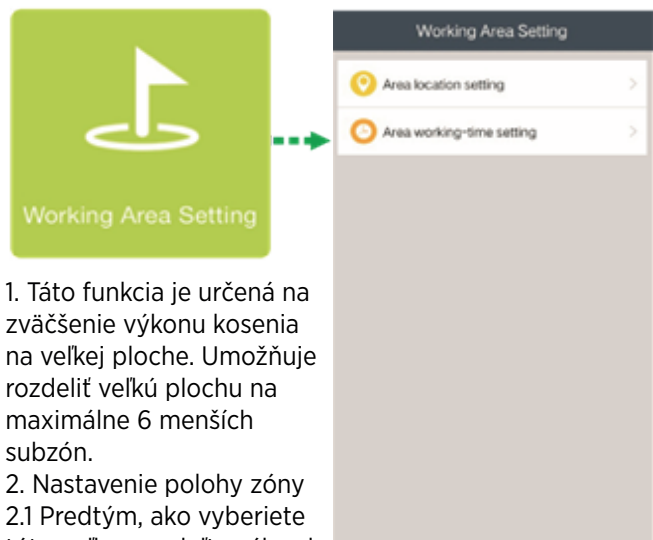 Working Area Setting
Working Area Setting
Area location setting
Area working-time setting
1. Táto funkcia je určená na
zväčšenie výkonu kosenia
na veľkej ploche. Umožňuje
rozdeliť veľkú plochu na
maximálne 6 menších
subzón.
2. Nastavenie polohy zóny
2.1 Predtým, ako vyberiete